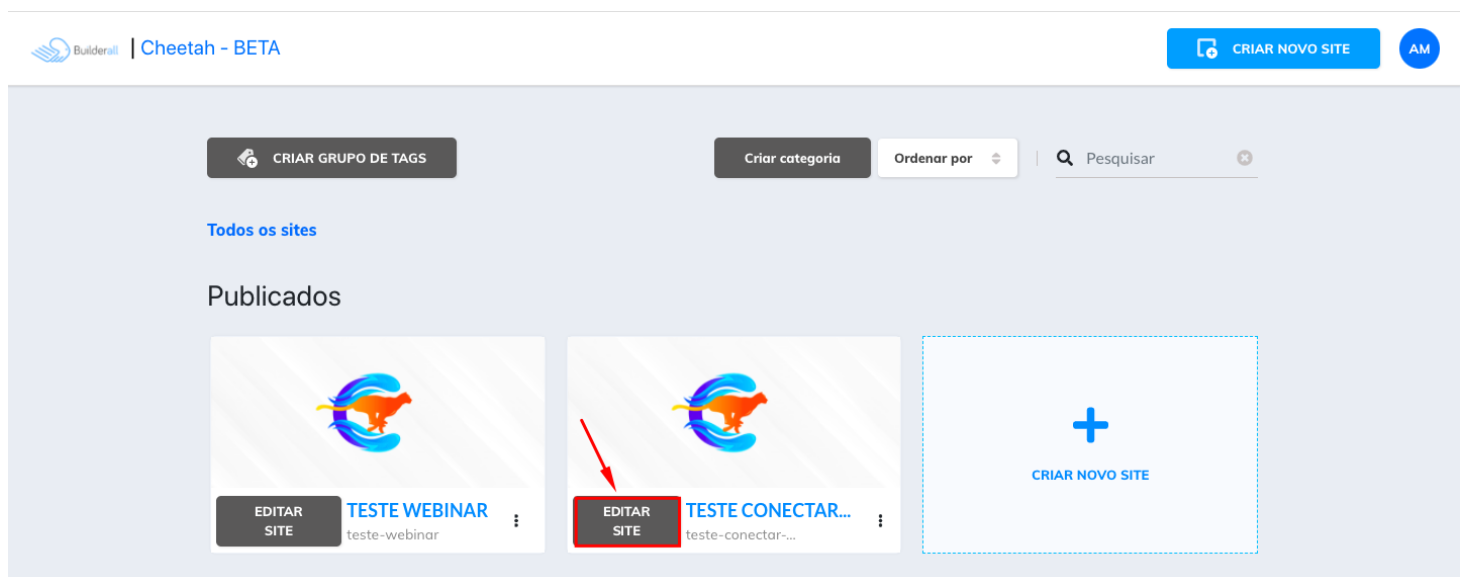 Builderall
Cheetah - BETA
CRIAR NOVO SITE
AM
CRIAR GRUPO DE TAGS
Criar categoria
Ordenar por
Pesquisar
Todos os sites
Publicados
EDITAR
SITE
TESTE WEBINAR
teste-webinar
EDITAR
SITE
TESTE CONECTAR...
teste-conectar-...
CRIAR NOVO SITE